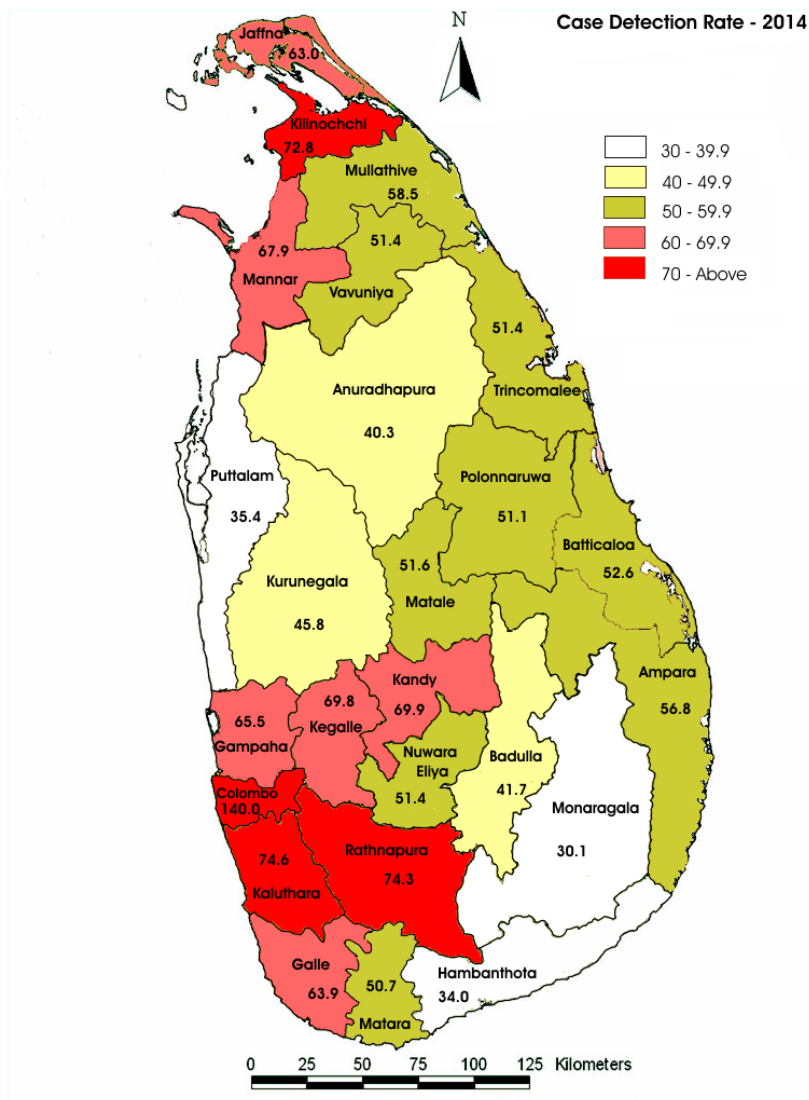 Case Detection Rate - 2014
N
30 - 39.9
40 - 49.9
50 - 59.9
60 - 69.9
70 - Above
Jaffna
63.0
Kilinochchi
72.8
Mullathive
58.5
67.9
Mannar
51.4
Vavuniya
51.4
Trincomalee
Anuradhapura
40.3
Puttalam
35.4
Polonnaruwa
51.1
Batticaloa
52.6
Kurunegala
45.8
51.6
Matale
Ampara
56.8
Kandy
69.9
69.8
Kegalle
65.5
Gampaha
Nuwara
Eliya
51.4
Badulla
41.7
Monaragala
30.1
Colombo
140.0
74.6
Kaluthara
Rathnapura
74.3
Galle
63.9
50.7
Matara
Hambanthota
34.0
0 25 50 75 100 125 Kilometers